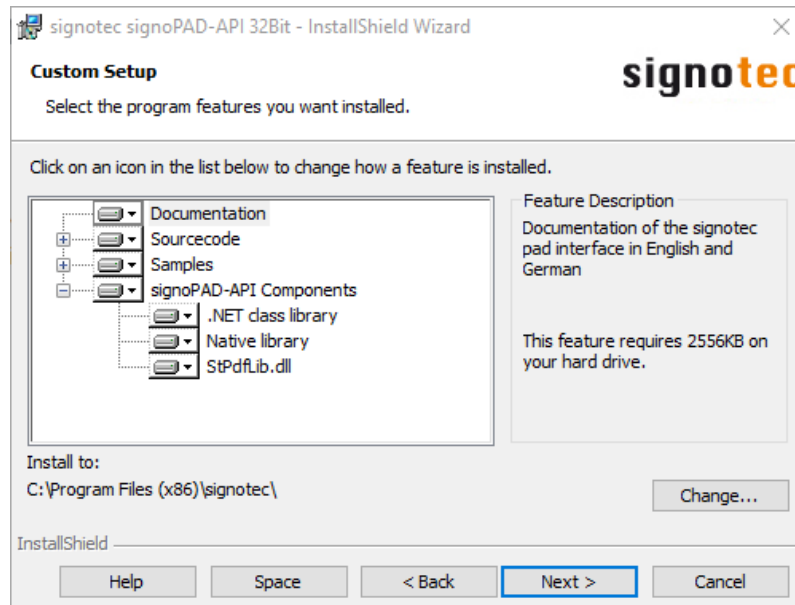 signotec signoPAD-API 32Bit - InstallShield Wizard
Custom Setup
signotec
Select the program features you want installed.
Click on an icon in the list below to change how a feature is installed.
Documentation
Sourcecode
Samples
signoPAD-API Components
.NET class library
Native library
StPdfLib.dll
Feature Description
Documentation of the signotec
pad interface in English and
German
This feature requires 2556KB on
your hard drive.
Install to:
C:\Program Files (x86)\signotec\
Change...
InstallShield
Help
Space
< Back
Next >
Cancel